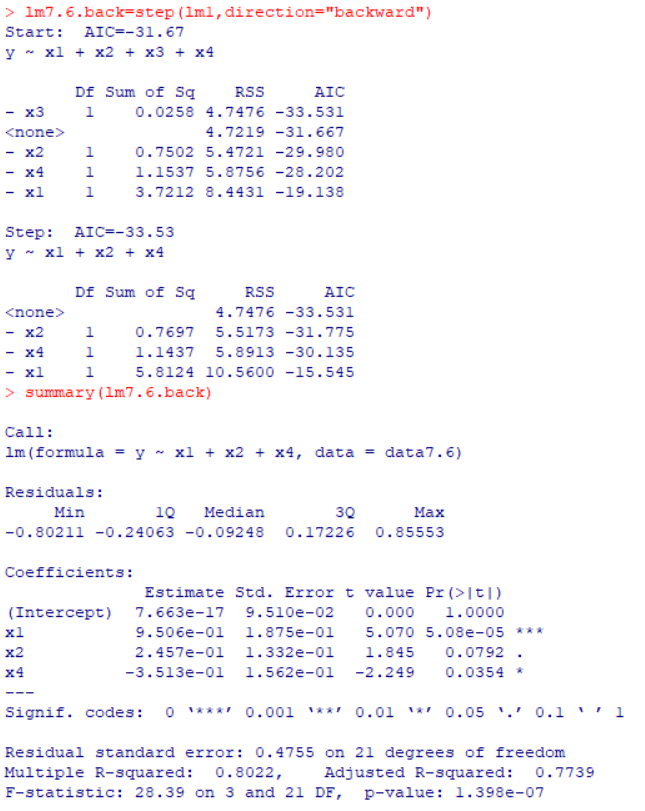 > lm7.6.back=step(lm1,direction="backward")
Start:  AIC=-31.67
y ~ x1 + x2 + x3 + x4

       Df Sum of Sq    RSS     AIC
- x3    1    0.0258 4.7476 -33.531
<none>              4.7219 -31.667
- x2    1    0.7502 5.4721 -29.980
- x4    1    1.1537 5.8756 -28.202
- x1    1    3.7212 8.4431 -19.138

Step:  AIC=-33.53
y ~ x1 + x2 + x4

       Df Sum of Sq     RSS     AIC
<none>               4.7476 -33.531
- x2    1    0.7697  5.5173 -31.775
- x4    1    1.1437  5.8913 -30.135
- x1    1    5.8124 10.5600 -15.545
> summary(lm7.6.back)

Call:
lm(formula = y ~ x1 + x2 + x4, data = data7.6)

Residuals:
     Min       1Q   Median       3Q      Max
-0.80211 -0.24063 -0.09248  0.17226  0.85553

Coefficients:
              Estimate Std. Error t value Pr(>|t|)
(Intercept)  7.663e-17  9.510e-02   0.000   1.0000
x1           9.506e-01  1.875e-01   5.070 5.08e-05 ***
x2           2.457e-01  1.332e-01   1.845   0.0792 .
x4          -3.513e-01  1.562e-01  -2.249   0.0354 *
---
Signif. codes:  0 ‘***’ 0.001 ‘**’ 0.01 ‘*’ 0.05 ‘.’ 0.1 ‘ ’ 1

Residual standard error: 0.4755 on 21 degrees of freedom
Multiple R-squared:  0.8022,    Adjusted R-squared:  0.7739
F-statistic: 28.39 on 3 and 21 DF,  p-value: 1.398e-07